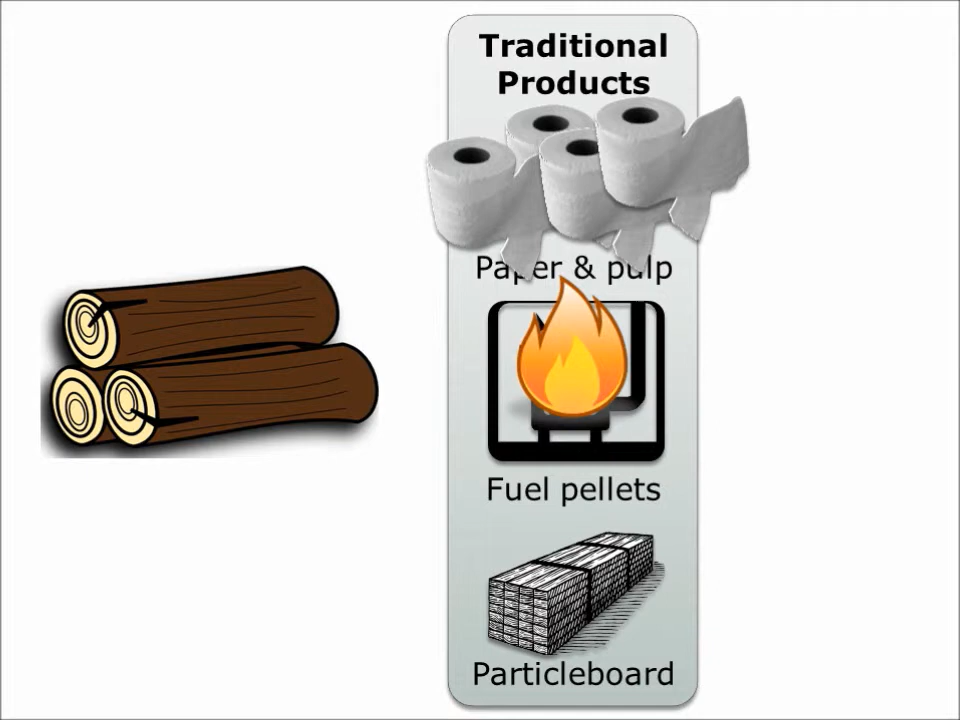 Traditional
Products
Paper & pulp
Fuel pellets
Particleboard